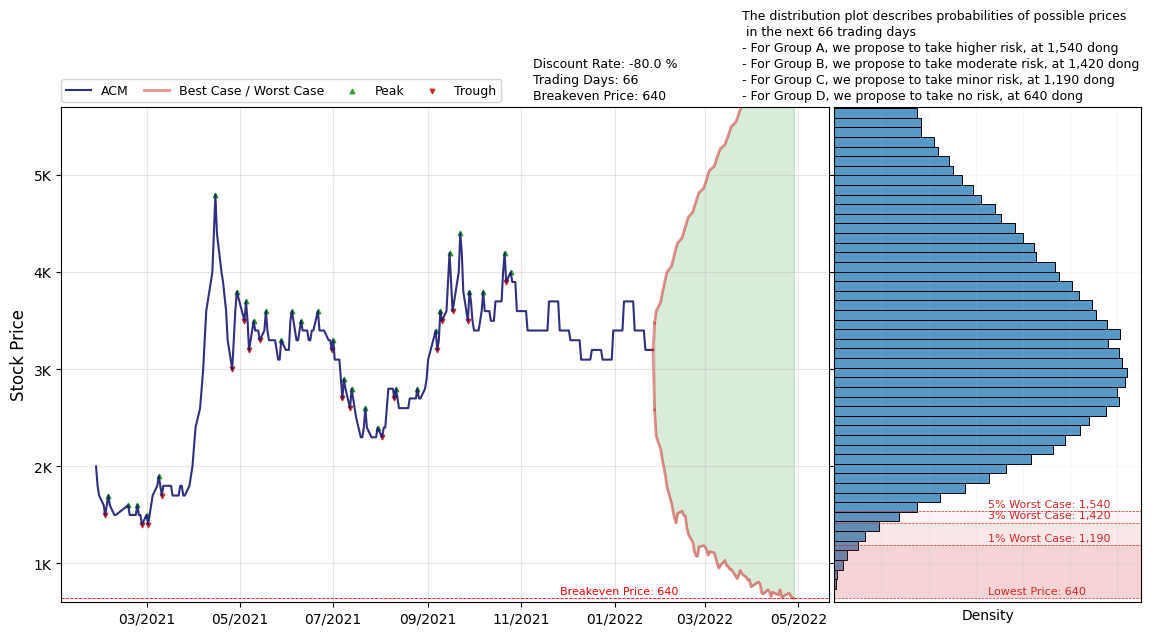 The distribution plot describes probabilities of possible prices
in the next 66 trading days
- For Group A, we propose to take higher risk, at 1,540 dong
- For Group B, we propose to take moderate risk, at 1,420 dong
- For Group C, we propose to take minor risk, at 1,190 dong
- For Group D, we propose to take no risk, at 640 dong
Discount Rate: -80.0 %
Trading Days: 66
Breakeven Price: 640
ACM
Best Case / Worst Case
Peak
Trough
Stock Price
5K
4K
3K
2K
1K
Breakeven Price: 640
03/2021
05/2021
07/2021
09/2021
11/2021
01/2022
03/2022
05/2022
5% Worst Case: 1,540
3% Worst Case: 1,420
1% Worst Case: 1,190
Lowest Price: 640
Density